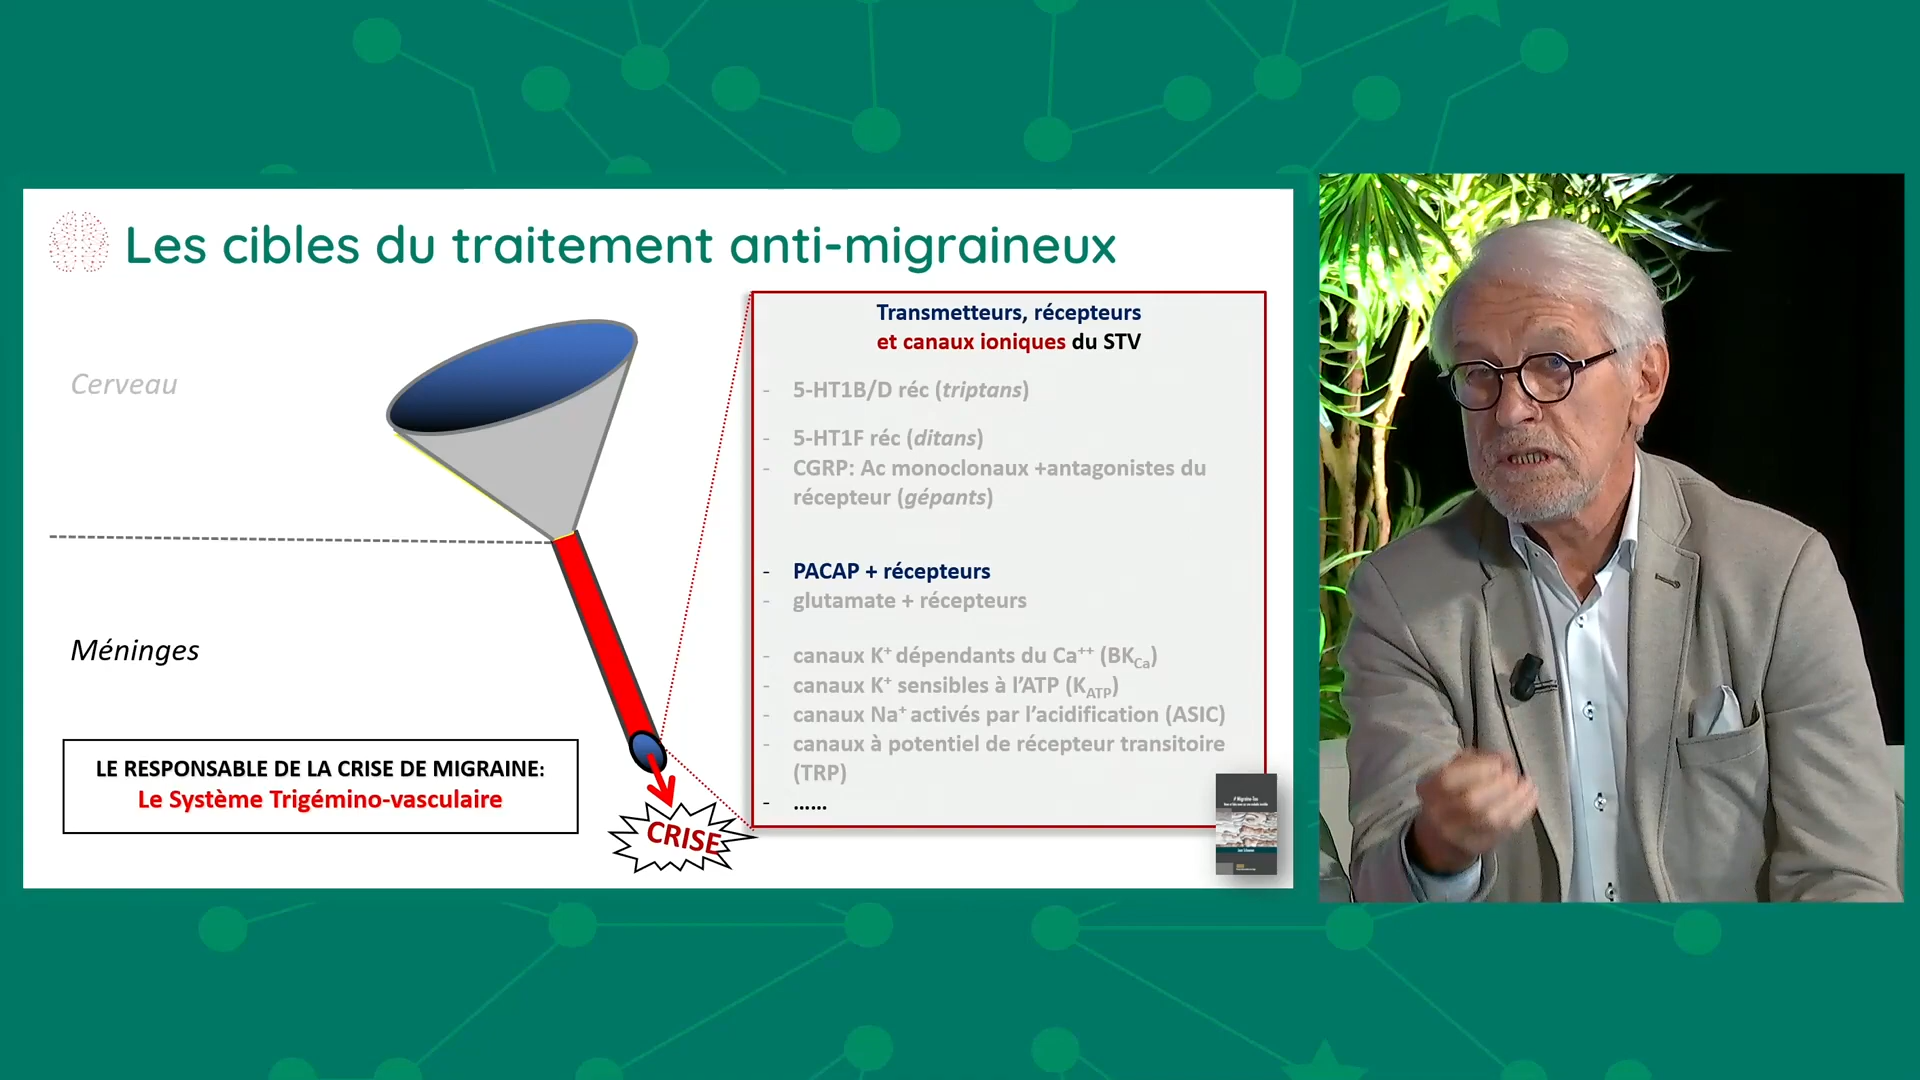 Les cibles du traitement anti-migraineux
Cerveau
Méninges
LE RESPONSABLE DE LA CRISE DE MIGRAINE:
Le Système Trigémino-vasculaire
CRISE
Transmetteurs, récepteurs
et canaux ioniques du STV
- 5-HT1B/D réc (triptans)
- 5-HT1F réc (ditans)
- CGRP: Ac monoclonaux +antagonistes du
récepteur (gépants)
- PACAP + récepteurs
- glutamate + récepteurs
- canaux K⁺ dépendants du Ca⁺⁺ (BKCa)
- canaux K⁺ sensibles à l’ATP (KATP)
- canaux Na⁺ activés par l’acidification (ASIC)
- canaux à potentiel de récepteur transitoire
(TRP)
- ......